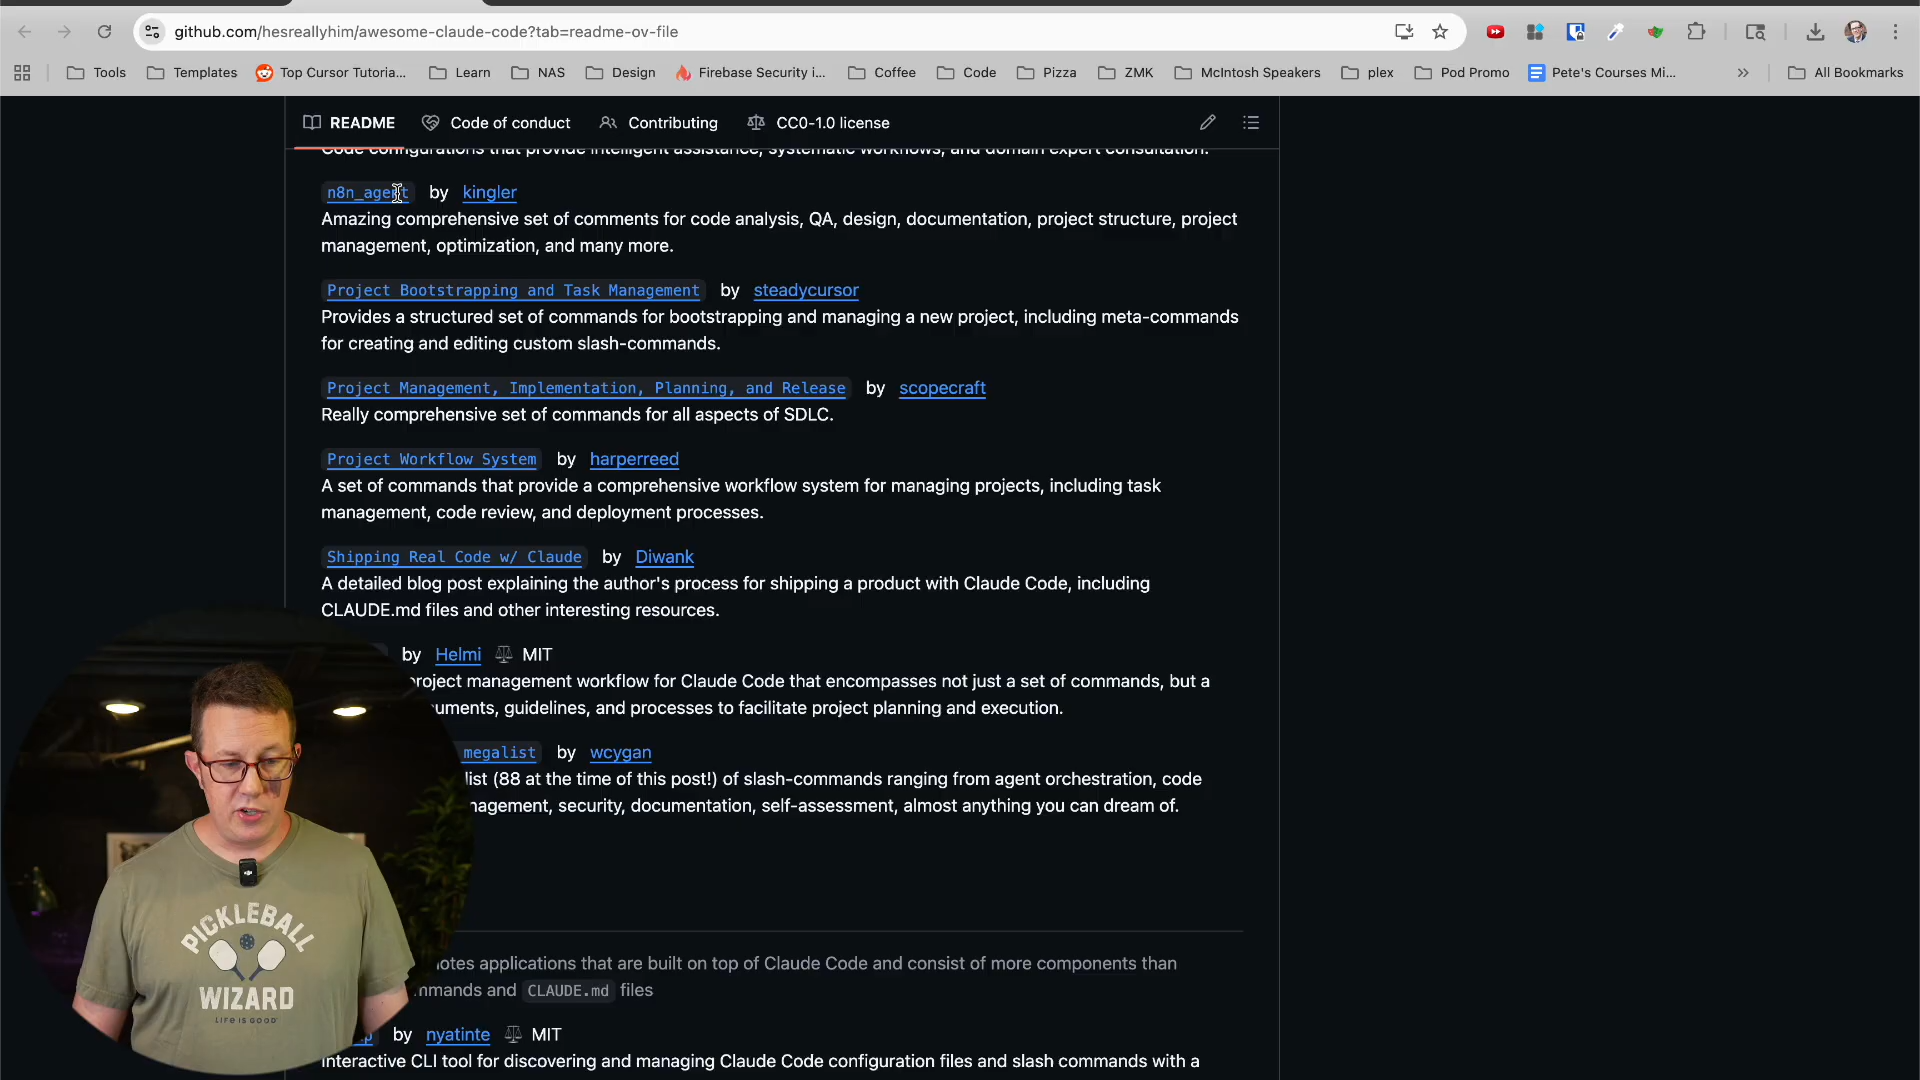 github.com/hesreallyhim/awesome-claude-code?tab=readme-ov-file
Tools Templates Top Cursor Tutoria... Learn NAS Design Firebase Security i... Coffee Code Pizza ZMK McIntosh Speakers plex Pod Promo Pete's Courses Mi... » All Bookmarks
README Code of conduct Contributing CC0-1.0 license
Code configurations that provide intelligent assistance, systematic workflows, and domain expert consultation.
n8n_agent by kingler
Amazing comprehensive set of comments for code analysis, QA, design, documentation, project structure, project
management, optimization, and many more.
Project Bootstrapping and Task Management by steadycursor
Provides a structured set of commands for bootstrapping and managing a new project, including meta-commands
for creating and editing custom slash-commands.
Project Management, Implementation, Planning, and Release by scopecraft
Really comprehensive set of commands for all aspects of SDLC.
Project Workflow System by harperreed
A set of commands that provide a comprehensive workflow system for managing projects, including task
management, code review, and deployment processes.
Shipping Real Code w/ Claude by Diwank
A detailed blog post explaining the author's process for shipping a product with Claude Code, including
CLAUDE.md files and other interesting resources.
by Helmi MIT
project management workflow for Claude Code that encompasses not just a set of commands, but a
guidelines, and processes to facilitate project planning and execution.
megalist by wcygan
list (88 at the time of this post!) of slash-commands ranging from agent orchestration, code
security, documentation, self-assessment, almost anything you can dream of.
applications that are built on top of Claude Code and consist of more components than
and CLAUDE.md files
by nyatinte MIT
Interactive CLI tool for discovering and managing Claude Code configuration files and slash commands with a
PICKLEBALL
WIZARD
LIFE IS GOOD